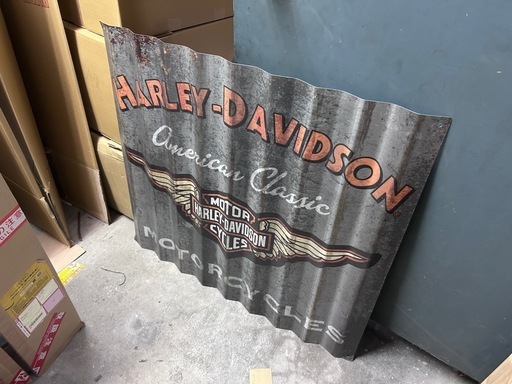 HARLEY-DAVIDSON
American Classic
MOTOR
HARLEY-DAVIDSON
CYCLES
MOTORCYCLES